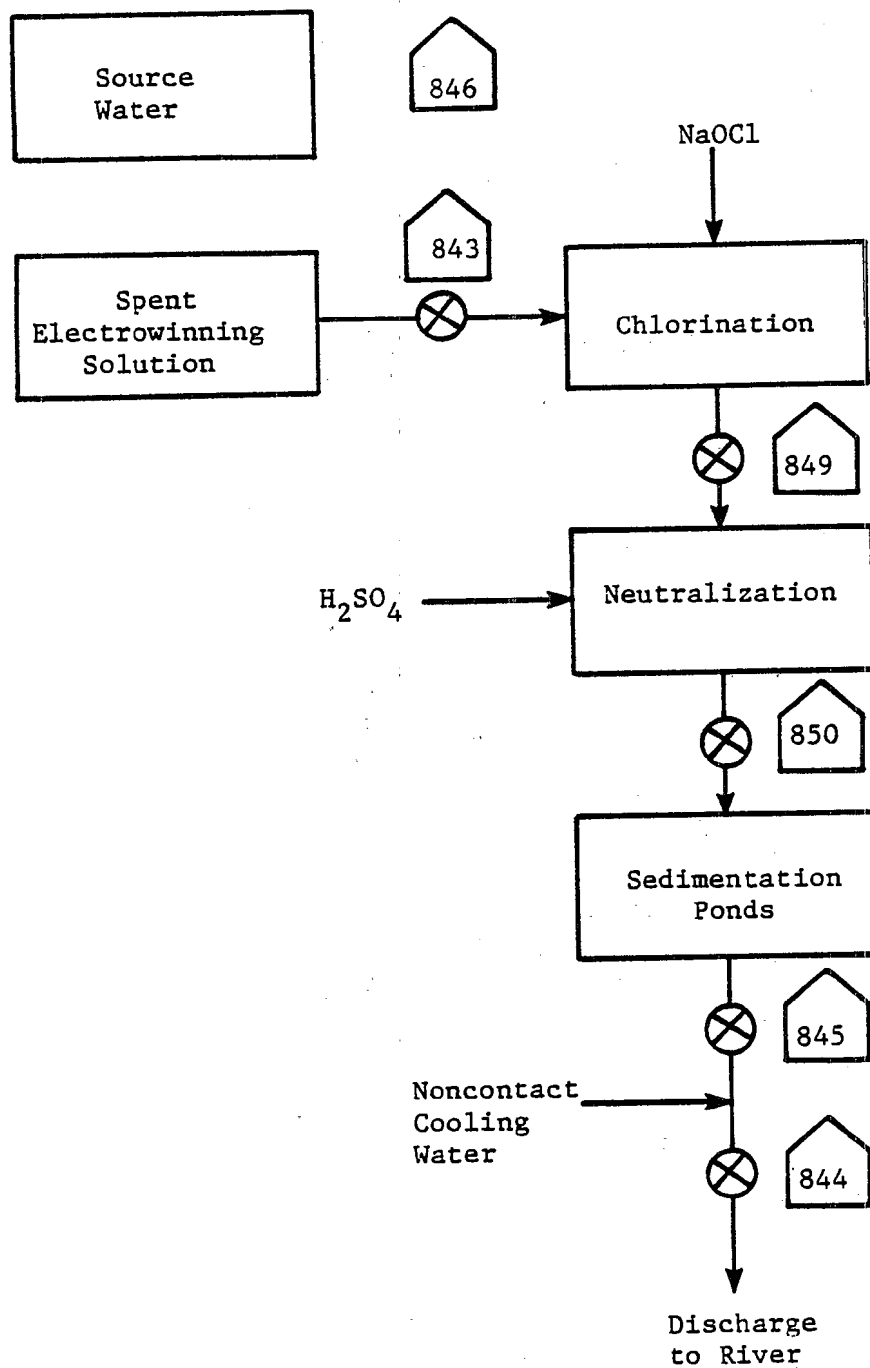 Source
Water
846
NaOCl
843
Spent
Electrowinning
Solution
Chlorination
849
H2SO4
Neutralization
850
Sedimentation
Ponds
845
Noncontact
Cooling
Water
844
Discharge
to River